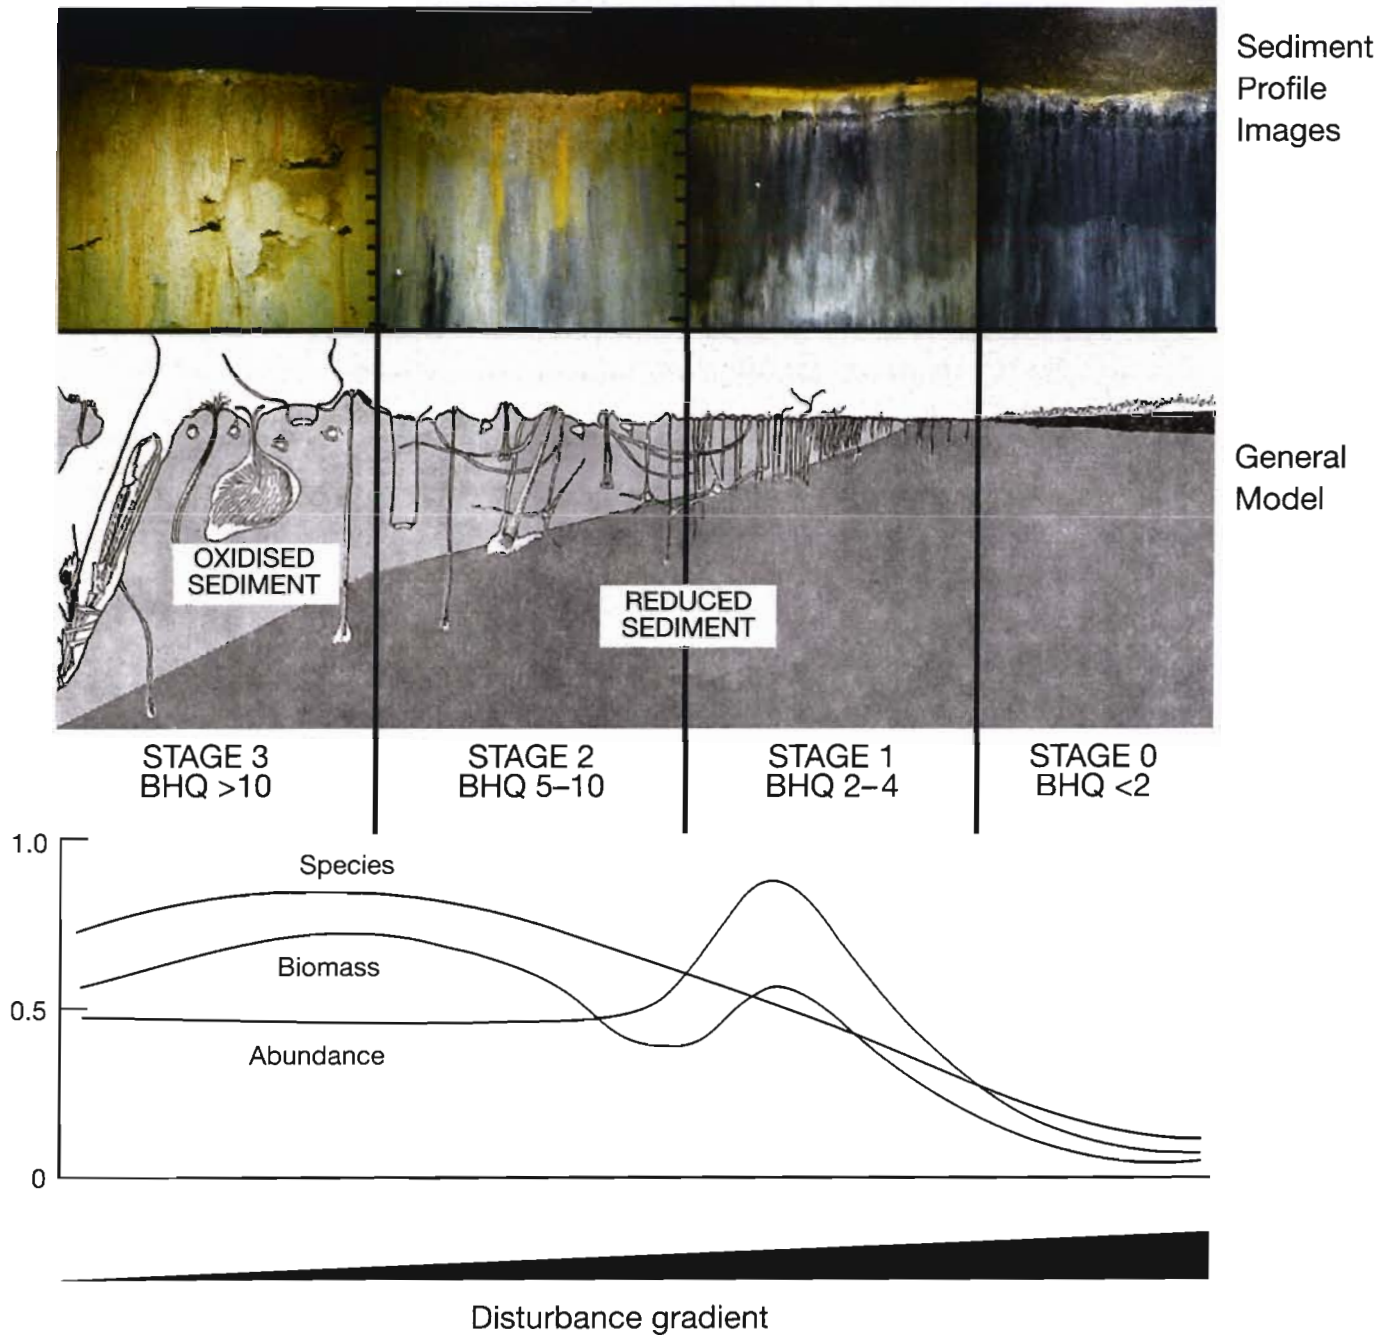 Sediment
Profile
Images
General
Model
OXIDISED
SEDIMENT
REDUCED
SEDIMENT
STAGE 3
BHQ >10
STAGE 2
BHQ 5–10
STAGE 1
BHQ 2–4
STAGE 0
BHQ <2
1.0
0.5
0
Species
Biomass
Abundance
Disturbance gradient